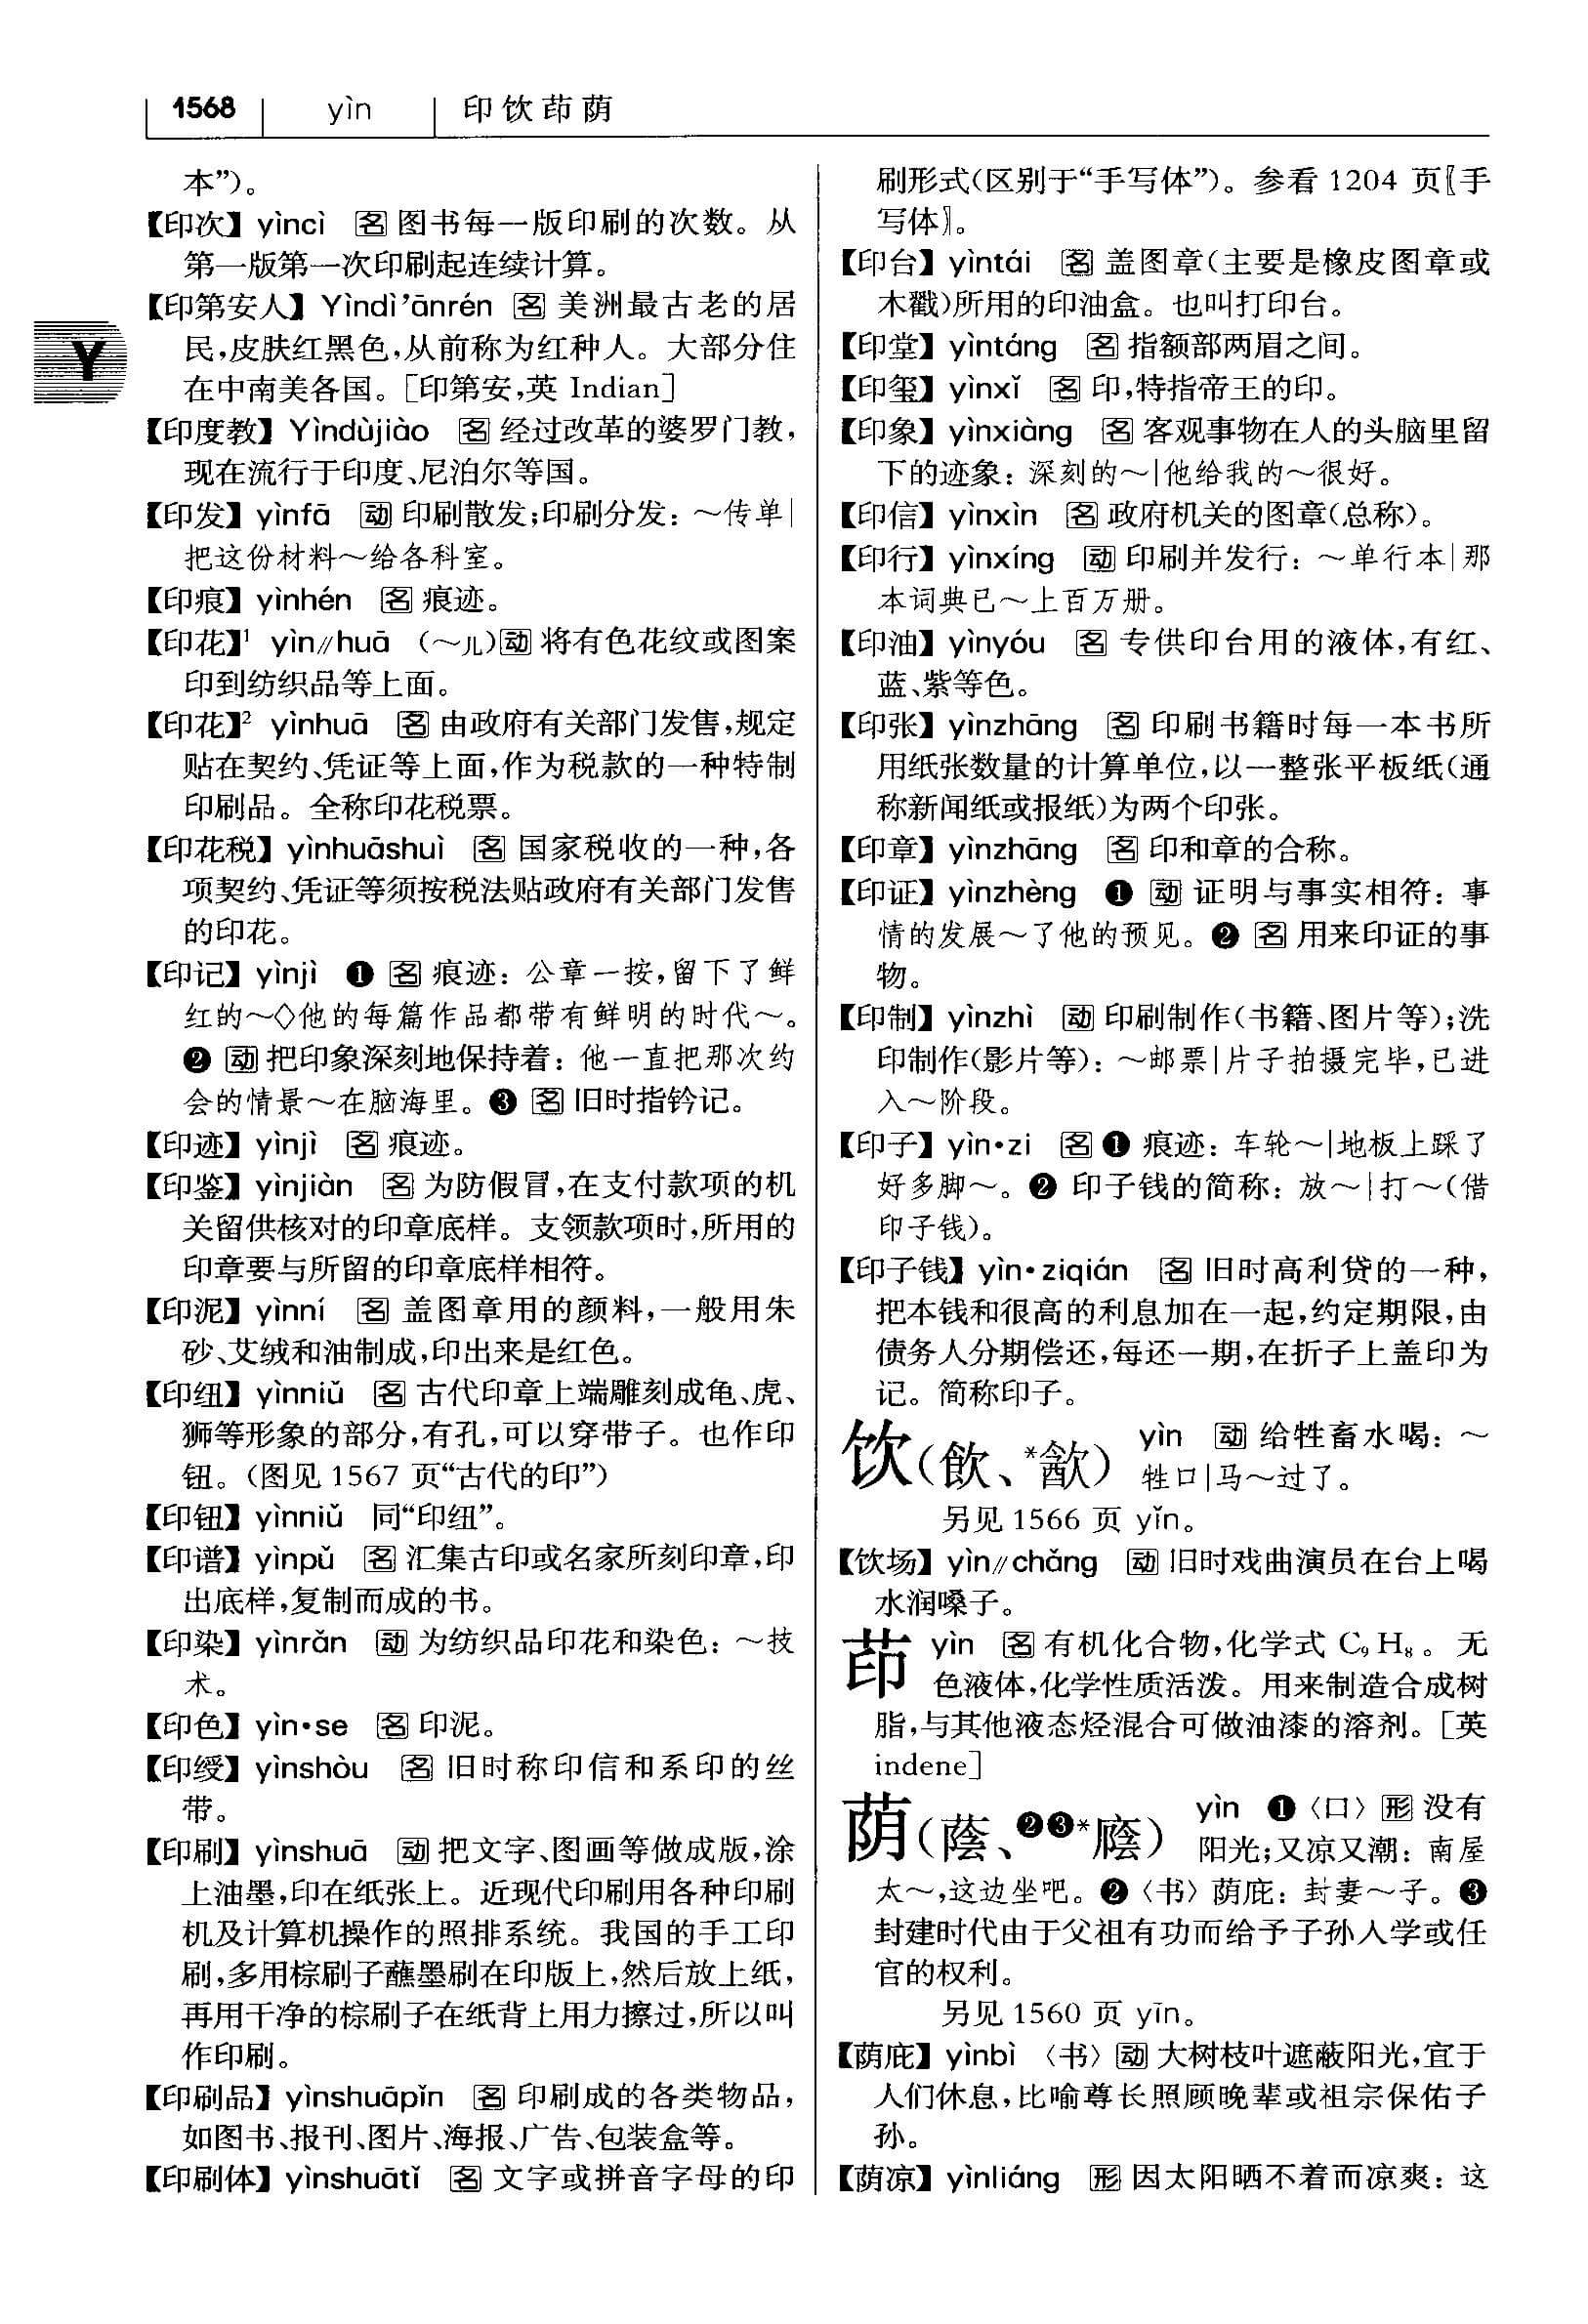 1568 yìn 印饮茚荫
本”)。
【印次】 yìncì 名 图书每一版印刷的次数。从
第一版第一次印刷起连续计算。
【印第安人】 Yìndì’ānrén 名 美洲最古老的居
民,皮肤红黑色,从前称为红种人。大部分住
在中南美各国。[印第安,英 Indian]
【印度教】 Yìndùjiào 名 经过改革的婆罗门教,
现在流行于印度、尼泊尔等国。
【印发】 yìnfā 动 印刷散发;印刷分发:～传单|
把这份材料～给各科室。
【印痕】 yìnhén 名 痕迹。
【印花】¹ yìn//huā (～儿)动 将有色花纹或图案
印到纺织品等上面。
【印花】² yìnhuā 名 由政府有关部门发售,规定
贴在契约、凭证等上面,作为税款的一种特制
印刷品。全称印花税票。
【印花税】 yìnhuāshuì 名 国家税收的一种,各
项契约、凭证等须按税法贴政府有关部门发售
的印花。
【印记】 yìnjì ❶ 名 痕迹:公章一按,留下了鲜
红的～◇他的每篇作品都带有鲜明的时代～。
❷ 动 把印象深刻地保持着:他一直把那次约
会的情景～在脑海里。❸ 名 旧时指钤记。
【印迹】 yìnjì 名 痕迹。
【印鉴】 yìnjiàn 名 为防假冒,在支付款项的机
关留供核对的印章底样。支领款项时,所用的
印章要与所留的印章底样相符。
【印泥】 yìnní 名 盖图章用的颜料,一般用朱
砂、艾绒和油制成,印出来是红色。
【印纽】 yìnniǔ 名 古代印章上端雕刻成龟、虎、
狮等形象的部分,有孔,可以穿带子。也作印
钮。(图见 1567 页“古代的印”)
【印钮】 yìnniǔ 同“印纽”。
【印谱】 yìnpǔ 名 汇集古印或名家所刻印章,印
出底样,复制而成的书。
【印染】 yìnrǎn 动 为纺织品印花和染色:～技
术。
【印色】 yìn·se 名 印泥。
【印绶】 yìnshòu 名 旧时称印信和系印的丝
带。
【印刷】 yìnshuā 动 把文字、图画等做成版,涂
上油墨,印在纸张上。近现代印刷用各种印刷
机及计算机操作的照排系统。我国的手工印
刷,多用棕刷子蘸墨刷在印版上,然后放上纸,
再用干净的棕刷子在纸背上用力擦过,所以叫
作印刷。
【印刷品】 yìnshuāpǐn 名 印刷成的各类物品,
如图书、报刊、图片、海报、广告、包装盒等。
【印刷体】 yìnshuātǐ 名 文字或拼音字母的印
刷形式(区别于“手写体”)。参看 1204 页〖手
写体〗。
【印台】 yìntái 名 盖图章(主要是橡皮图章或
木戳)所用的印油盒。也叫打印台。
【印堂】 yìntáng 名 指额部两眉之间。
【印玺】 yìnxǐ 名 印,特指帝王的印。
【印象】 yìnxiàng 名 客观事物在人的头脑里留
下的迹象:深刻的～|他给我的～很好。
【印信】 yìnxìn 名 政府机关的图章(总称)。
【印行】 yìnxíng 动 印刷并发行:～单行本|那
本词典已～上百万册。
【印油】 yìnyóu 名 专供印台用的液体,有红、
蓝、紫等色。
【印张】 yìnzhāng 名 印刷书籍时每一本书所
用纸张数量的计算单位,以一整张平板纸(通
称新闻纸或报纸)为两个印张。
【印章】 yìnzhāng 名 印和章的合称。
【印证】 yìnzhèng ❶ 动 证明与事实相符:事
情的发展～了他的预见。❷ 名 用来印证的事
物。
【印制】 yìnzhì 动 印刷制作(书籍、图片等);洗
印制作(影片等):～邮票|片子拍摄完毕,已进
入～阶段。
【印子】 yìn·zi 名 ❶ 痕迹:车轮～|地板上踩了
好多脚～。❷ 印子钱的简称:放～|打～(借
印子钱)。
【印子钱】 yìn·ziqián 名 旧时高利贷的一种,
把本钱和很高的利息加在一起,约定期限,由
债务人分期偿还,每还一期,在折子上盖印为
记。简称印子。
饮(飲、*㱃) yìn 动 给牲畜水喝:～
牲口|马～过了。
另见 1566 页 yǐn。
【饮场】 yìn//chǎng 动 旧时戏曲演员在台上喝
水润嗓子。
茚 yìn 名 有机化合物,化学式 C₉H₈。无
色液体,化学性质活泼。用来制造合成树
脂,与其他液态烃混合可做油漆的溶剂。[英
indene]
荫(蔭、❷❸*廕) yìn ❶〈口〉形 没有
阳光;又凉又潮:南屋
太～,这边坐吧。❷〈书〉荫庇:封妻～子。❸
封建时代由于父祖有功而给予子孙入学或任
官的权利。
另见 1560 页 yīn。
【荫庇】 yìnbì 〈书〉动 大树枝叶遮蔽阳光,宜于
人们休息,比喻尊长照顾晚辈或祖宗保佑子
孙。
【荫凉】 yìnliáng 形 因太阳晒不着而凉爽:这
Y